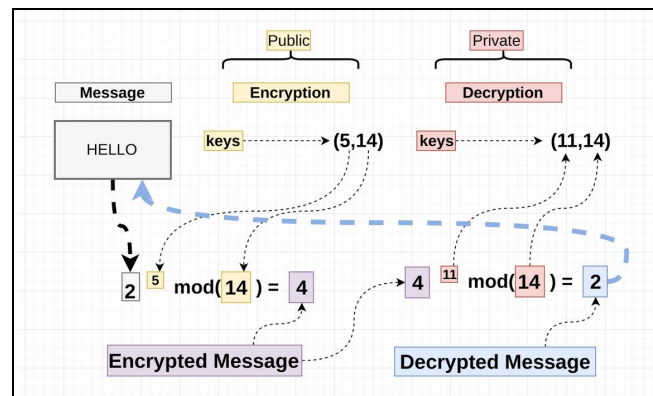 Public
Private
Message
Encryption
Decryption
HELLO
keys
(5,14)
keys
(11,14)
2 5 mod( 14 ) = 4
4 11 mod( 14 ) = 2
Encrypted Message
Decrypted Message